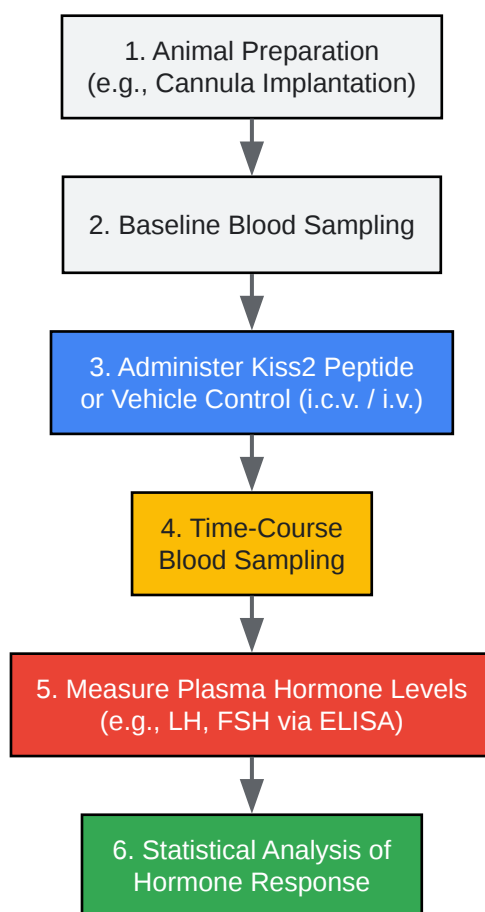 1. Animal Preparation
(e.g., Cannula Implantation)
2. Baseline Blood Sampling
3. Administer Kiss2 Peptide
or Vehicle Control (i.c.v. / i.v.)
4. Time-Course
Blood Sampling
5. Measure Plasma Hormone Levels
(e.g., LH, FSH via ELISA)
6. Statistical Analysis of
Hormone Response